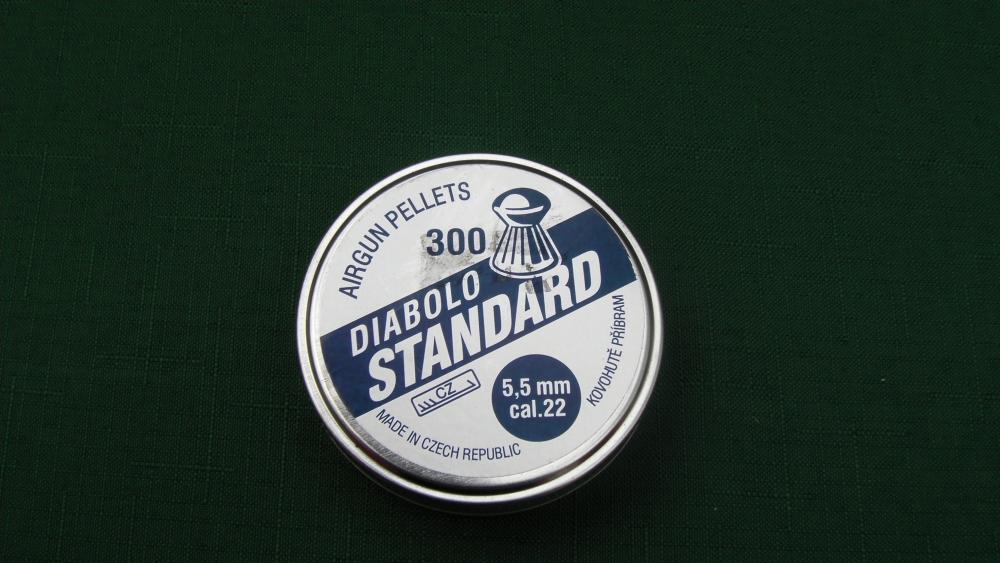 AIRGUN PELLETS
300
DIABOLO
STANDARD
CZ
5,5 mm
cal.22
KOVOHUTĚ PŘÍBRAM
MADE IN CZECH REPUBLIC